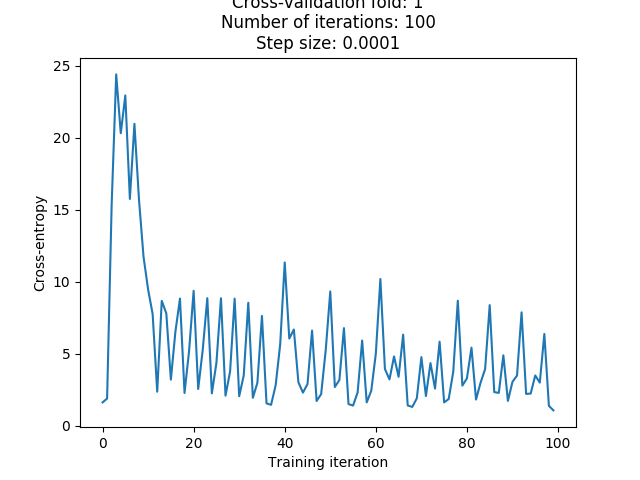 Cross-validation fold: 1
Number of iterations: 100
Step size: 0.0001
25
20
15
10
5
0
Cross-entropy
0 20 40 60 80 100
Training iteration